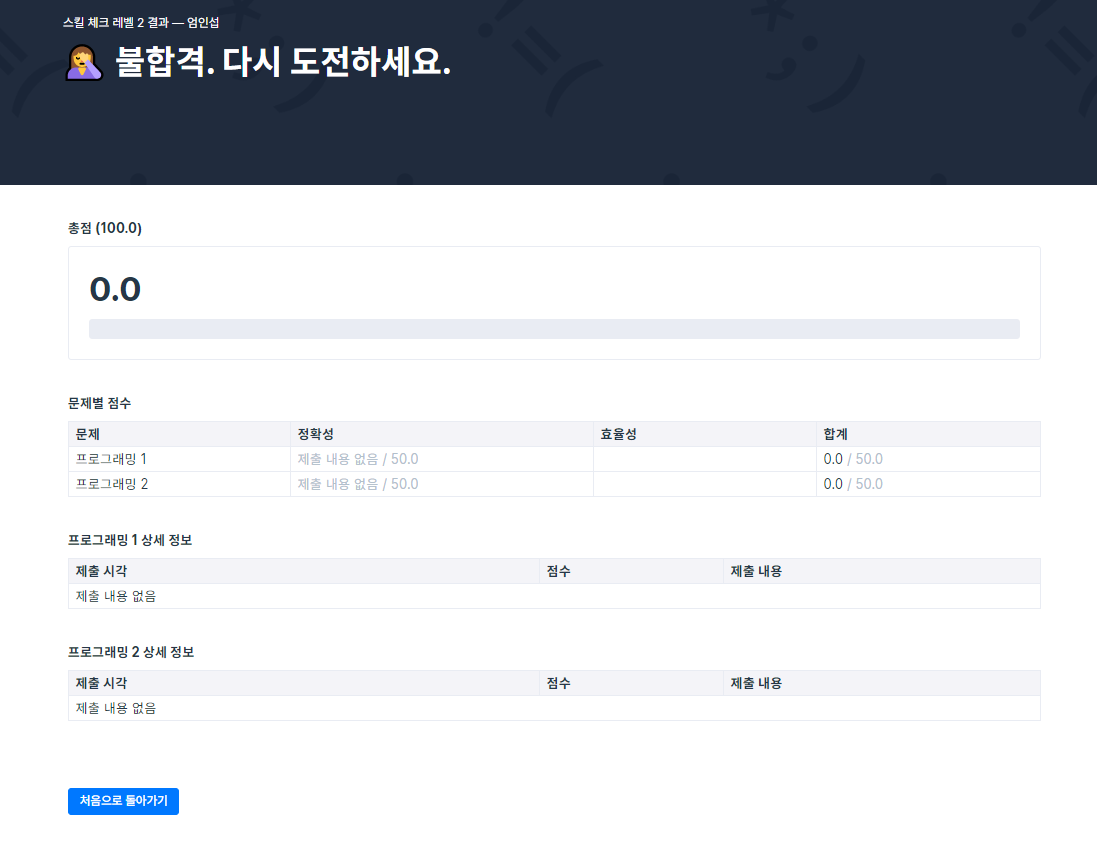 스킬 체크 레벨 2 결과 — 엄인섭
불합격. 다시 도전하세요.
총점 (100.0)
0.0
문제별 점수
문제 정확성 효율성 합계
프로그래밍 1 제출 내용 없음 / 50.0 0.0 / 50.0
프로그래밍 2 제출 내용 없음 / 50.0 0.0 / 50.0
프로그래밍 1 상세 정보
제출 시각 점수 제출 내용
제출 내용 없음
프로그래밍 2 상세 정보
제출 시각 점수 제출 내용
제출 내용 없음
처음으로 돌아가기